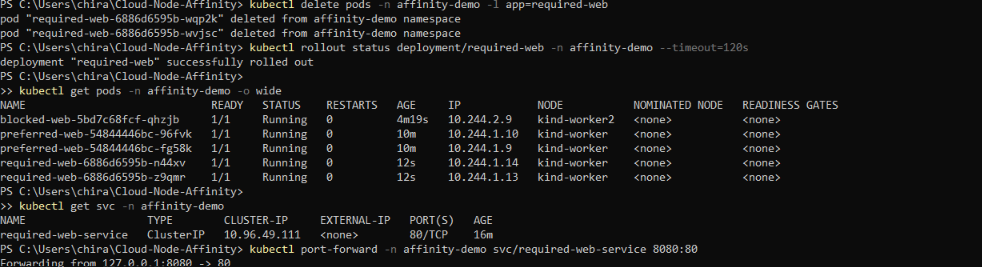 PS C:\Users\chira\Cloud-Node-Affinity> kubectl delete pods -n affinity-demo -l app=required-web
pod "required-web-6886d6595b-wqp2k" deleted from affinity-demo namespace
pod "required-web-6886d6595b-wvjsc" deleted from affinity-demo namespace
PS C:\Users\chira\Cloud-Node-Affinity> kubectl rollout status deployment/required-web -n affinity-demo --timeout=120s
deployment "required-web" successfully rolled out
PS C:\Users\chira\Cloud-Node-Affinity>
>> kubectl get pods -n affinity-demo -o wide
NAME READY STATUS RESTARTS AGE IP NODE NOMINATED NODE READINESS GATES
blocked-web-5bd7c68fcf-qhzjb 1/1 Running 0 4m19s 10.244.2.9 kind-worker2 <none> <none>
preferred-web-54844446bc-96fvk 1/1 Running 0 10m 10.244.1.10 kind-worker <none> <none>
preferred-web-54844446bc-fg58k 1/1 Running 0 10m 10.244.1.9 kind-worker <none> <none>
required-web-6886d6595b-n44xv 1/1 Running 0 12s 10.244.1.14 kind-worker <none> <none>
required-web-6886d6595b-z9qmr 1/1 Running 0 12s 10.244.1.13 kind-worker <none> <none>
PS C:\Users\chira\Cloud-Node-Affinity>
>> kubectl get svc -n affinity-demo
NAME TYPE CLUSTER-IP EXTERNAL-IP PORT(S) AGE
required-web-service ClusterIP 10.96.49.111 <none> 80/TCP 16m
PS C:\Users\chira\Cloud-Node-Affinity> kubectl port-forward -n affinity-demo svc/required-web-service 8080:80
Forwarding from 127.0.0.1:8080 -> 80